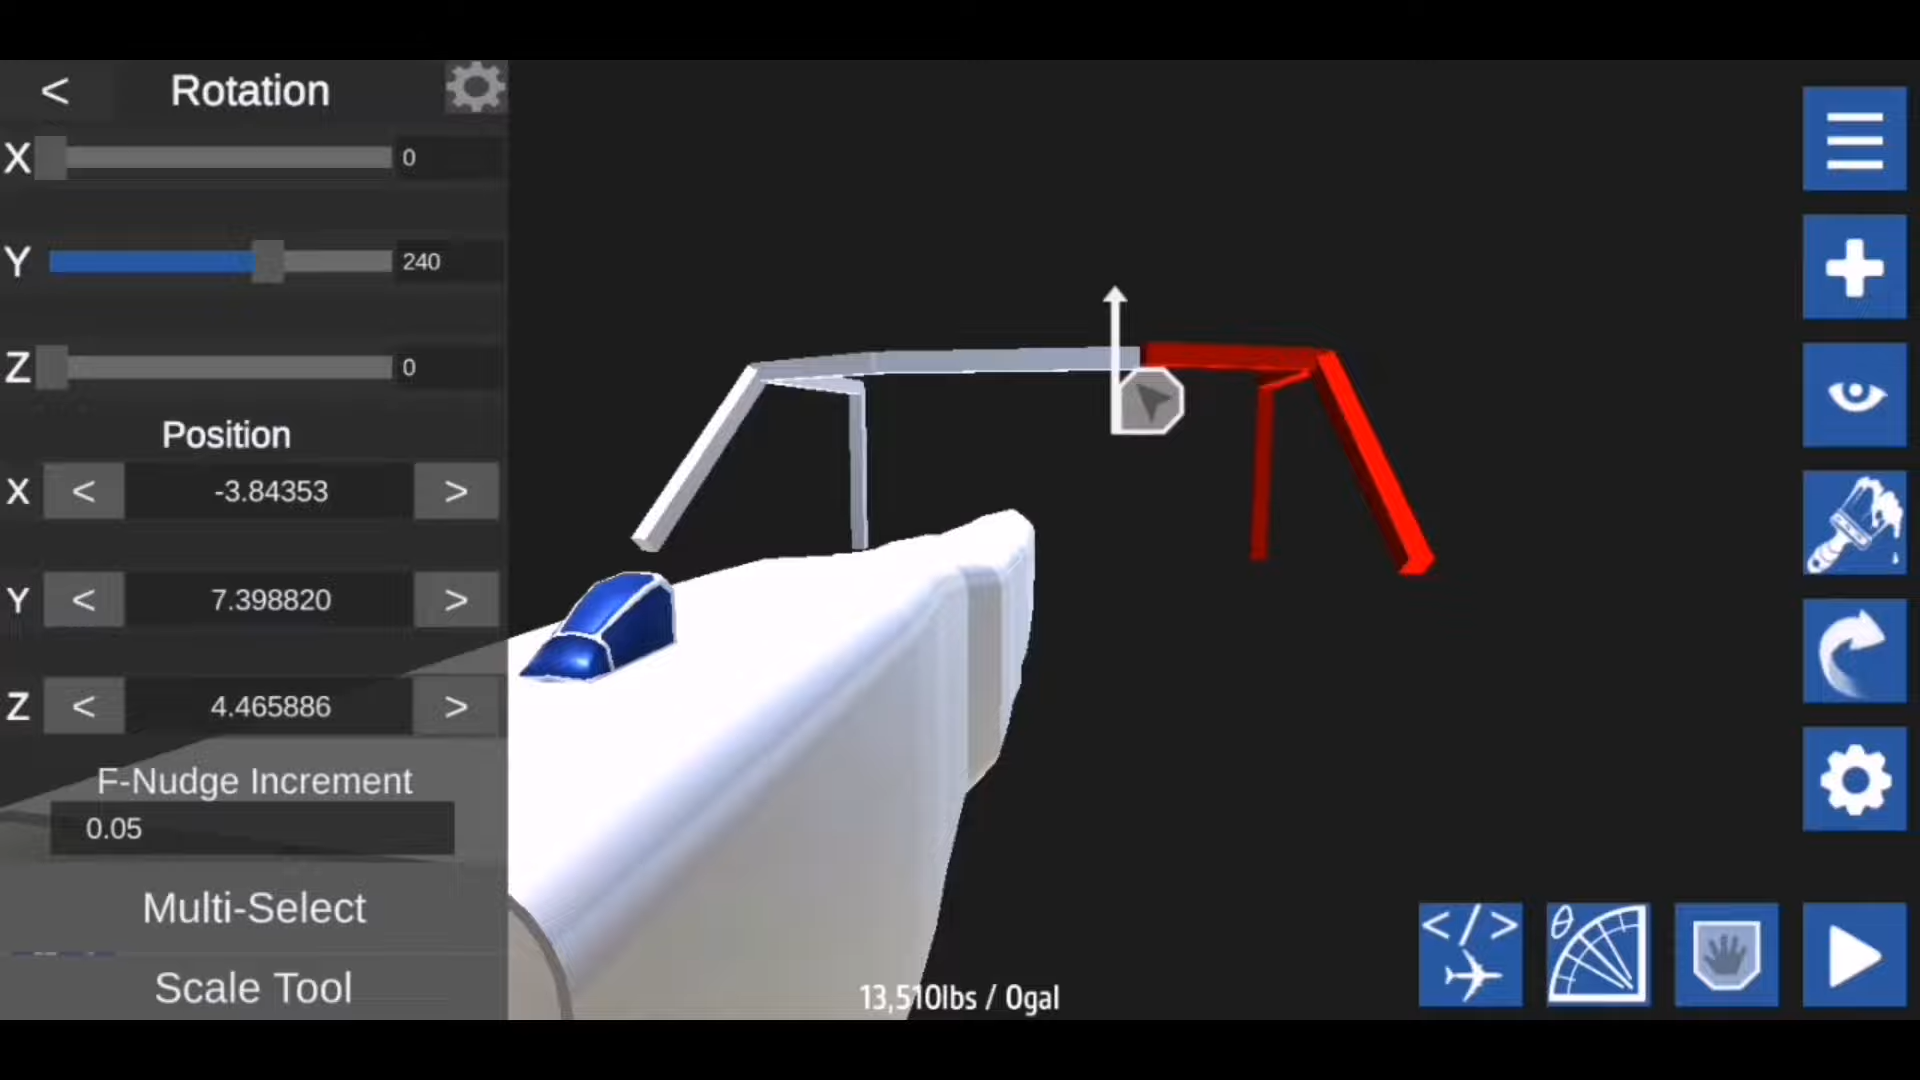 < Rotation
X 0
Y 240
Z 0
Position
X < -3.84353 >
Y < 7.398820 >
Z < 4.465886 >
F-Nudge Increment
0.05
Multi-Select
Scale Tool
13,510lbs / 0gal
</>
θ